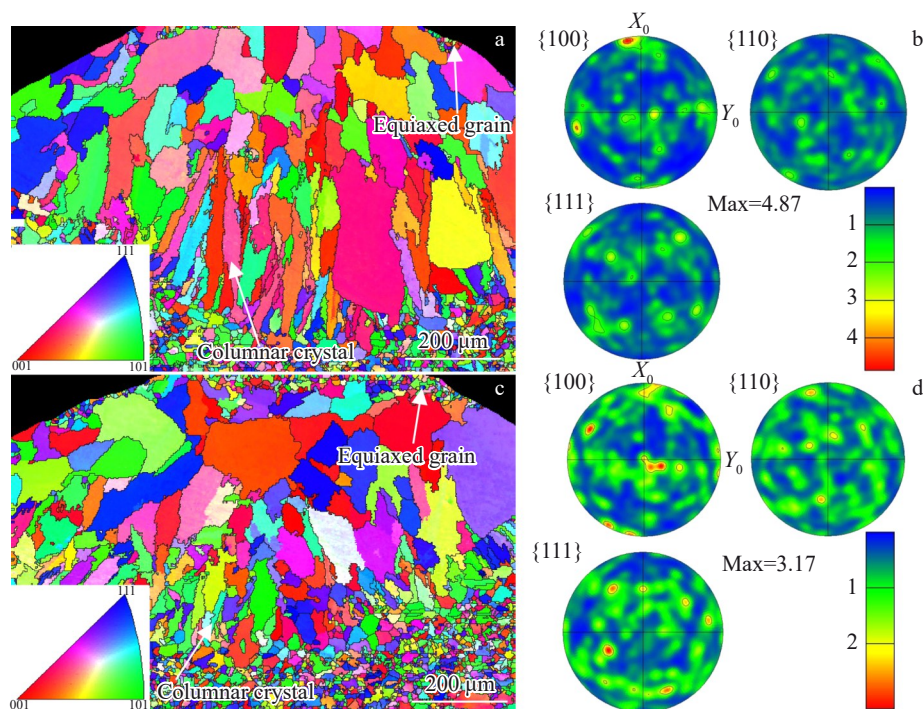 a
Equiaxed grain
Columnar crystal
200 μm
111
001
101
b
X0
{100}
{110}
Y0
{111}
Max=4.87
1
2
3
4
c
Equiaxed grain
Columnar crystal
200 μm
111
001
101
d
X0
{100}
{110}
Y0
{111}
Max=3.17
1
2